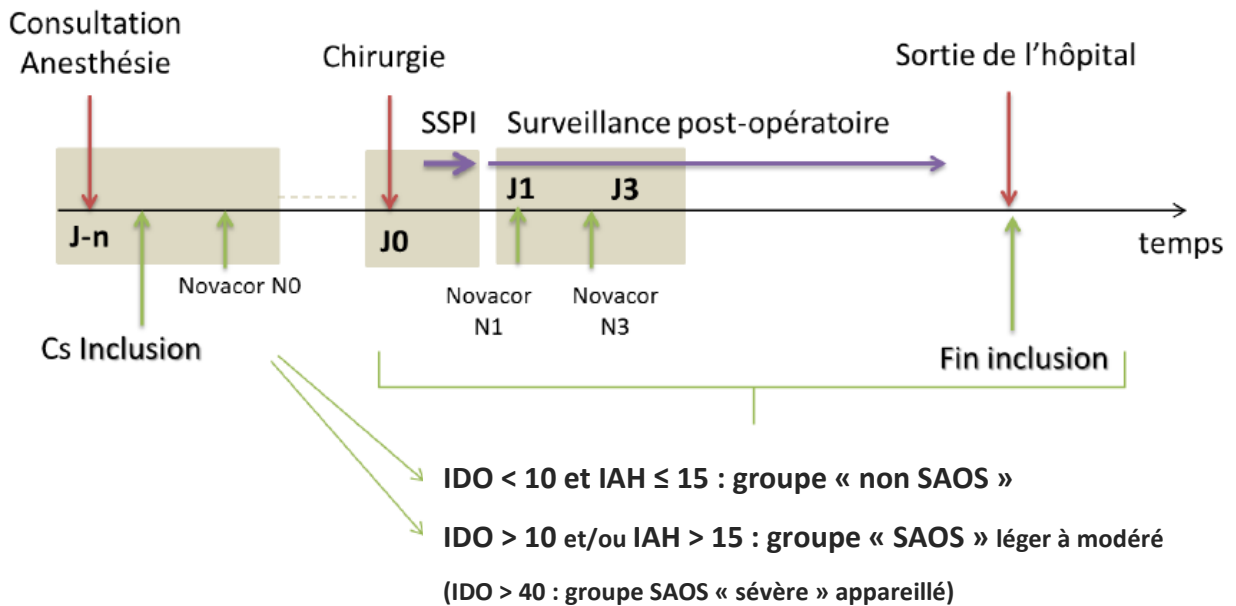 Consultation
Anesthésie
Chirurgie
Sortie de l'hôpital
SSPI
Surveillance post-opératoire
J1
J3
J-n
J0
temps
Novacor N0
Novacor
N1
Novacor
N3
Cs Inclusion
Fin inclusion
IDO < 10 et IAH ≤ 15 : groupe « non SAOS »
IDO > 10 et/ou IAH > 15 : groupe « SAOS » léger à modéré
(IDO > 40 : groupe SAOS « sévère » appareillé)